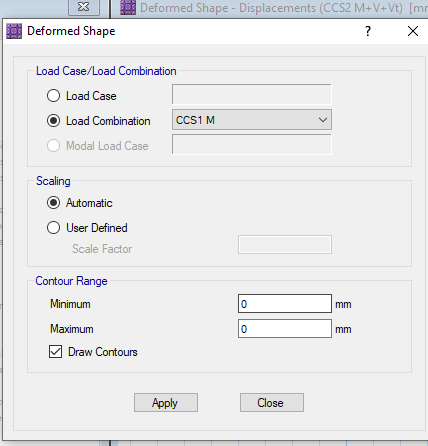 Deformed Shape - Displacements (CCS2 M+V+Vt) [m
Deformed Shape
Load Case/Load Combination
Load Case
Load Combination CCS1 M
Modal Load Case
Scaling
Automatic
User Defined
Scale Factor
Contour Range
Minimum 0 mm
Maximum 0 mm
Draw Contours
Apply Close